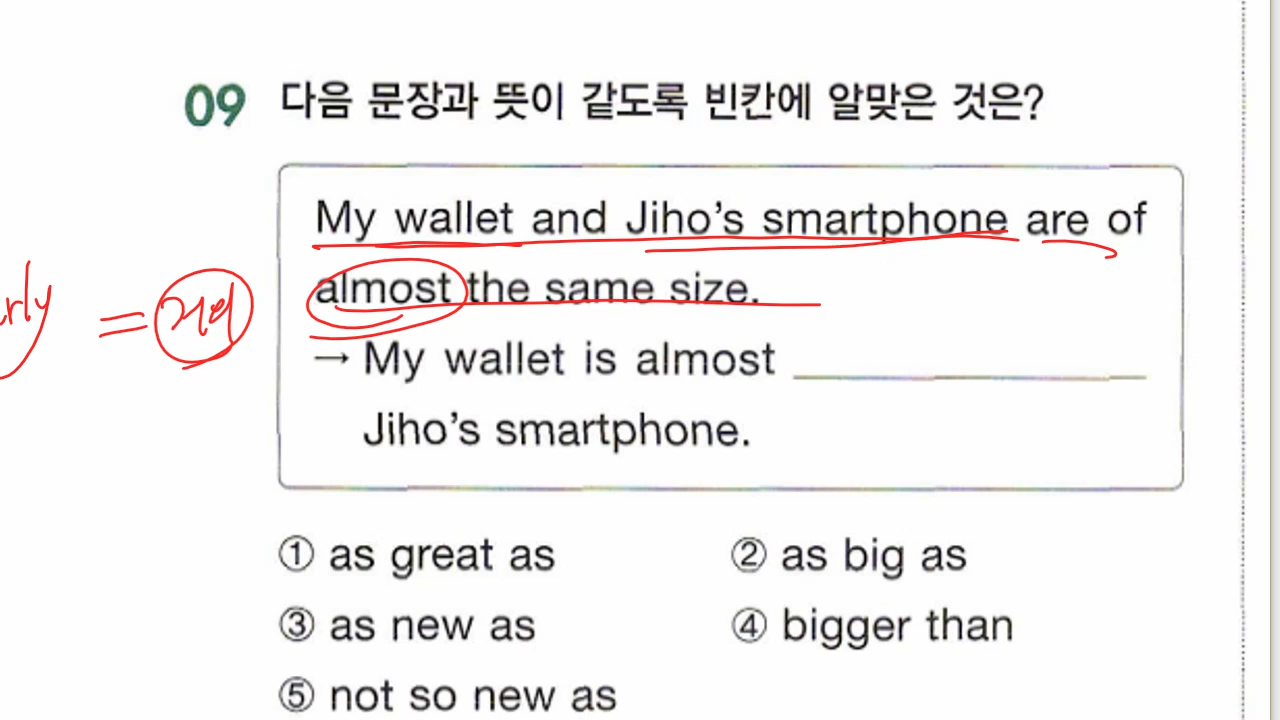 09 다음 문장과 뜻이 같도록 빈칸에 알맞은 것은?
My wallet and Jiho's smartphone are of
almost the same size.
rly = 거의
→ My wallet is almost ____________
Jiho's smartphone.
① as great as ② as big as
③ as new as ④ bigger than
⑤ not so new as